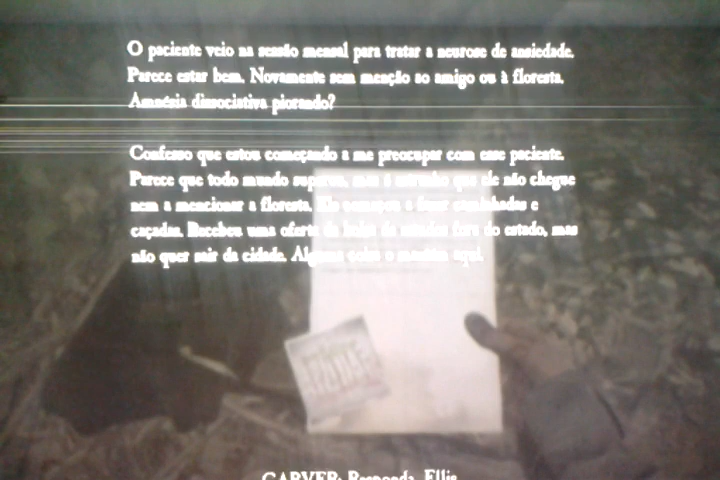 O paciente veio na sessão mensal para tratar a neurose de ansiedade.
Parece estar bem. Novamente sem menção ao amigo ou à floresta.
Amnésia dissociativa piorando?
Confesso que estou começando a me preocupar com esse paciente.
Parece que todo mundo superou, mas é estranho que ele não chegue
nem a mencionar a floresta. Ele começou a fazer caminhadas e
caçadas. Recebeu uma oferta de bolsa de estudos fora do estado, mas
não quer sair da cidade. Alguma coisa o mantém aqui.
CARVER: Responda, Ellis